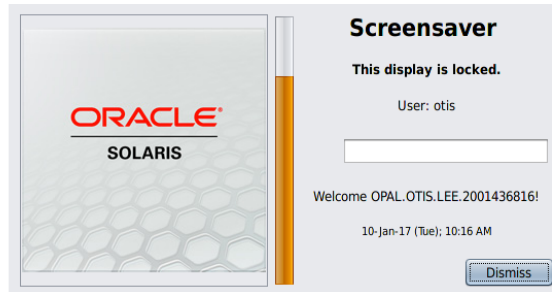 ORACLE®
SOLARIS
Screensaver
This display is locked.
User: otis
Welcome OPAL.OTIS.LEE.2001436816!
10-Jan-17 (Tue); 10:16 AM
Dismiss